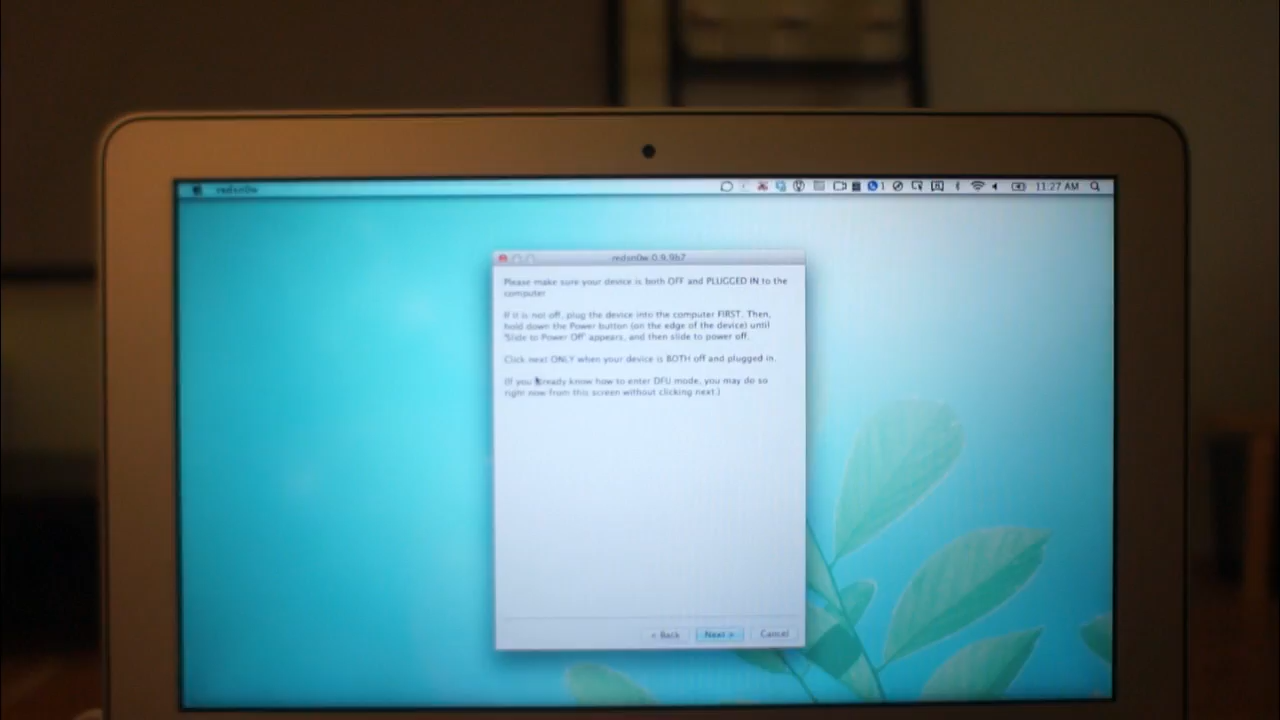 redsn0w
1
11:27 AM
redsn0w 0.9.9b7
Please make sure your device is both OFF and PLUGGED IN to the
computer
If it is not off, plug the device into the computer FIRST. Then,
hold down the Power button (on the edge of the device) until
'Slide to Power Off' appears, and then slide to power off.
Click next ONLY when your device is BOTH off and plugged in.
(If you already know how to enter DFU mode, you may do so
right now from this screen without clicking next.)
< Back Next > Cancel